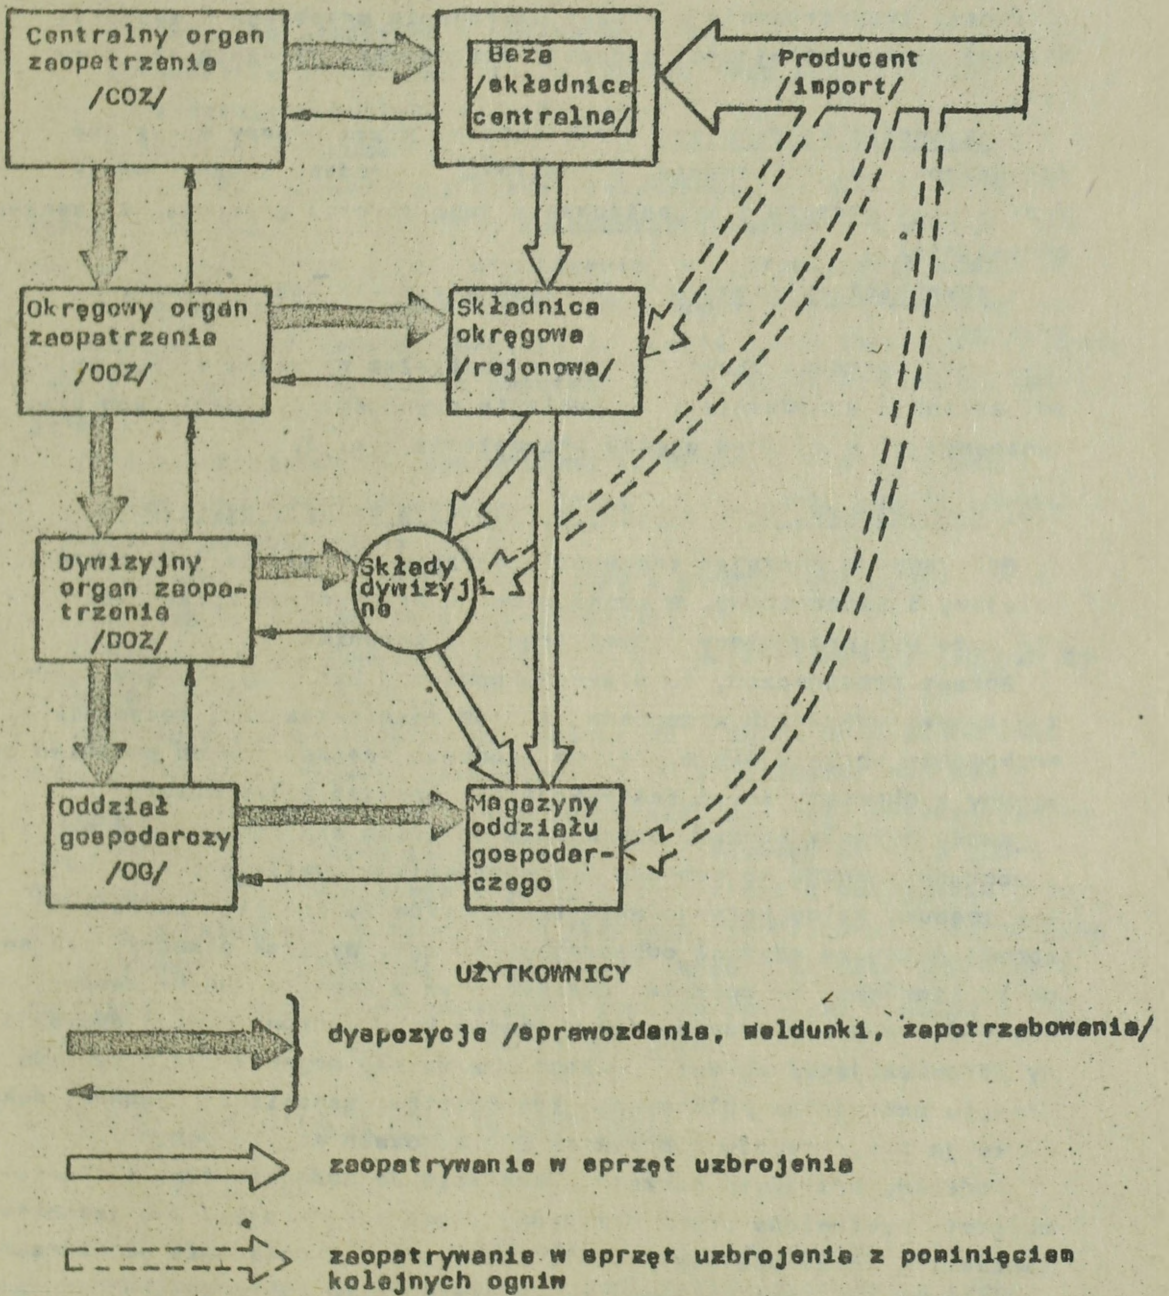 Centralny organ
zaopatrzenia
/COZ/
Baza
/składnica
centralna/
Producent
/import/
Okręgowy organ
zaopatrzenia
/OOZ/
Składnica
okręgowa
/rejonowa/
Dywizyjny
organ zaopa-
trzenia
/DOZ/
Składy
dywizyj
ne
Oddział
gospodarczy
/OG/
Magazyny
oddziału
gospodar-
czego
UŻYTKOWNICY
dyspozycje /sprawozdania, meldunki, zapotrzebowania/
zaopatrywanie w sprzęt uzbrojenia
zaopatrywanie w sprzęt uzbrojenia z pominięciem
kolejnych ogniw